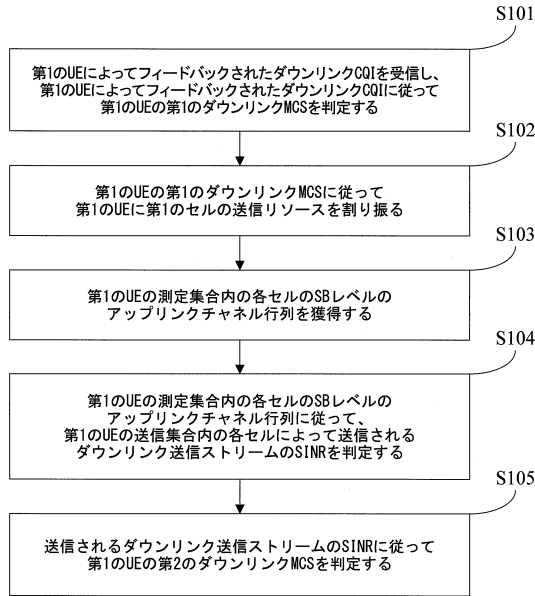 S101
第1のUEによってフィードバックされたダウンリンクCQIを受信し、
第1のUEによってフィードバックされたダウンリンクCQIに従って
第1のUEの第1のダウンリンクMCSを判定する
S102
第1のUEの第1のダウンリンクMCSに従って
第1のUEに第1のセルの送信リソースを割り振る
S103
第1のUEの測定集合内の各セルのSBレベルの
アップリンクチャネル行列を獲得する
S104
第1のUEの測定集合内の各セルのSBレベルの
アップリンクチャネル行列に従って、
第1のUEの送信集合内の各セルによって送信される
ダウンリンク送信ストリームのSINRを判定する
S105
送信されるダウンリンク送信ストリームのSINRに従って
第1のUEの第2のダウンリンクMCSを判定する